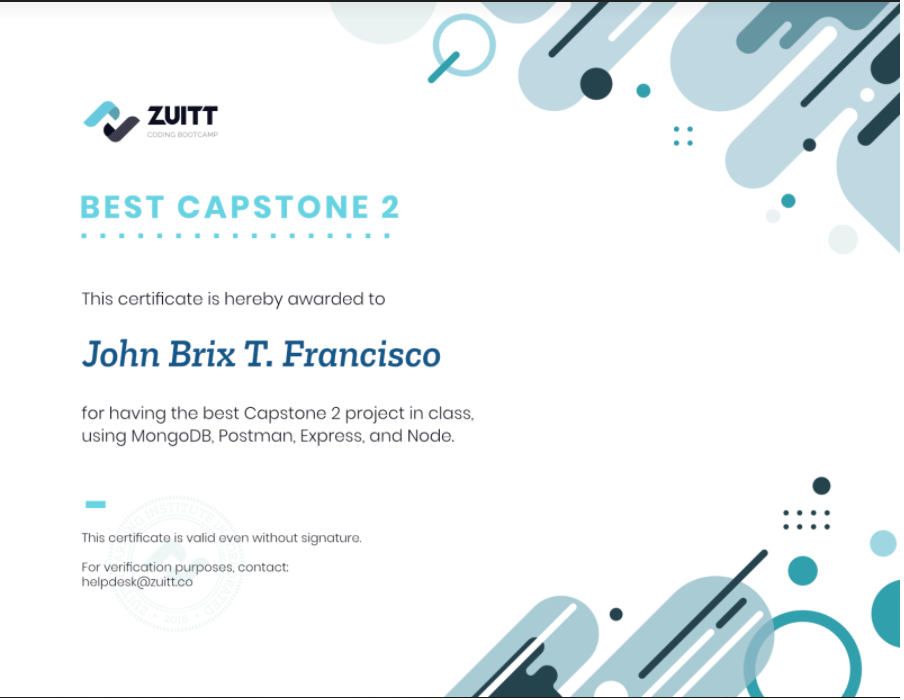 ZUITT
CODING BOOTCAMP
BEST CAPSTONE 2
This certificate is hereby awarded to
John Brix T. Francisco
for having the best Capstone 2 project in class,
using MongoDB, Postman, Express, and Node.
This certificate is valid even without signature.
For verification purposes, contact:
helpdesk@zuitt.co